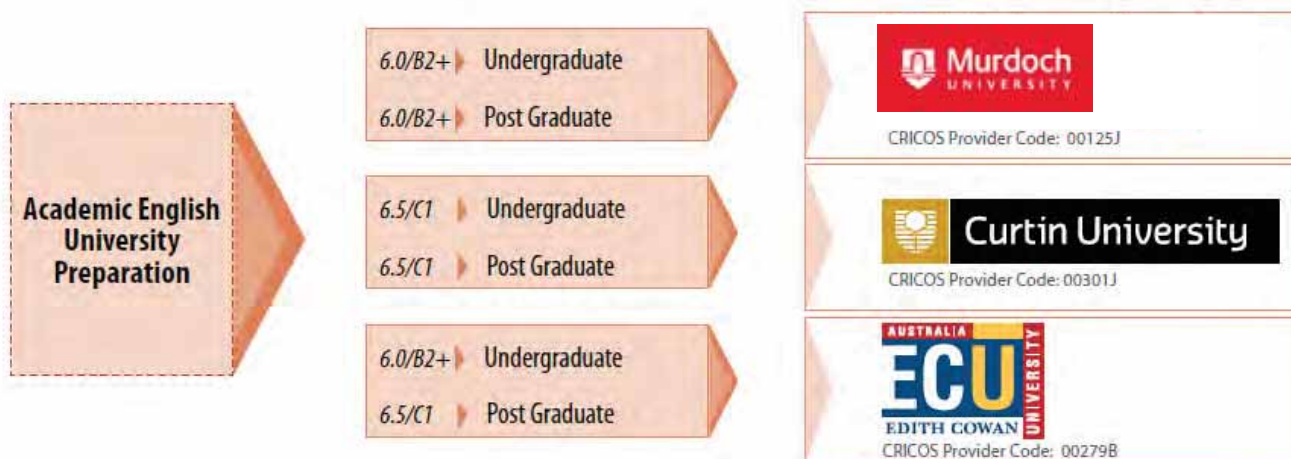 Academic English
University
Preparation
6.0/B2+ Undergraduate
6.0/B2+ Post Graduate
Murdoch
UNIVERSITY
CRICOS Provider Code: 00125J
6.5/C1 Undergraduate
6.5/C1 Post Graduate
Curtin University
CRICOS Provider Code: 00301J
6.0/B2+ Undergraduate
6.5/C1 Post Graduate
AUSTRALIA
ECU
EDITH COWAN
UNIVERSITY
CRICOS Provider Code: 00279B